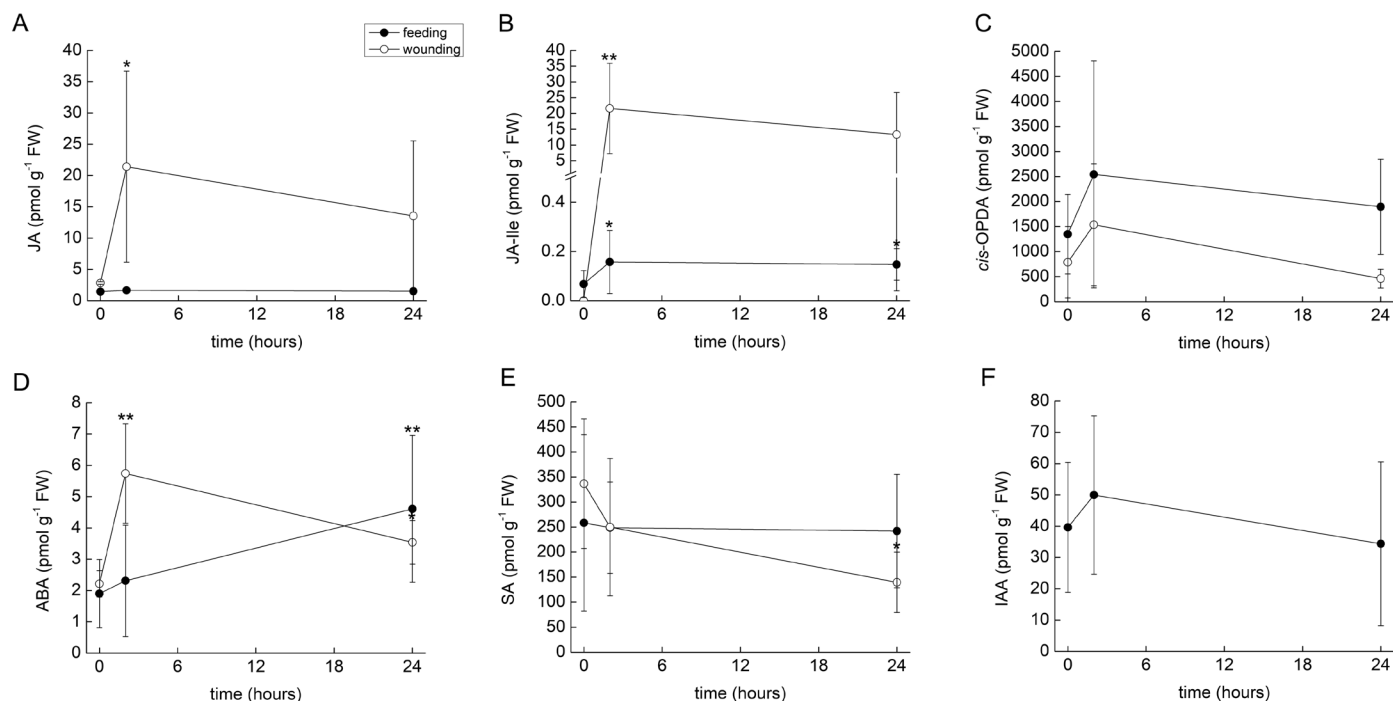 A
feeding
wounding
JA (pmol g⁻¹ FW)
40
35
30
25
20
15
10
5
0
*
0 6 12 18 24
time (hours)
B
JA-Ile (pmol g⁻¹ FW)
40
35
30
25
20
15
10
5
0.4
0.2
0.0
**
*
*
0 6 12 18 24
time (hours)
C
cis-OPDA (pmol g⁻¹ FW)
5000
4500
4000
3500
3000
2500
2000
1500
1000
500
0
0 6 12 18 24
time (hours)
D
ABA (pmol g⁻¹ FW)
8
7
6
5
4
3
2
1
0
**
**
*
0 6 12 18 24
time (hours)
E
SA (pmol g⁻¹ FW)
500
450
400
350
300
250
200
150
100
50
0
*
0 6 12 18 24
time (hours)
F
IAA (pmol g⁻¹ FW)
80
70
60
50
40
30
20
10
0
0 6 12 18 24
time (hours)